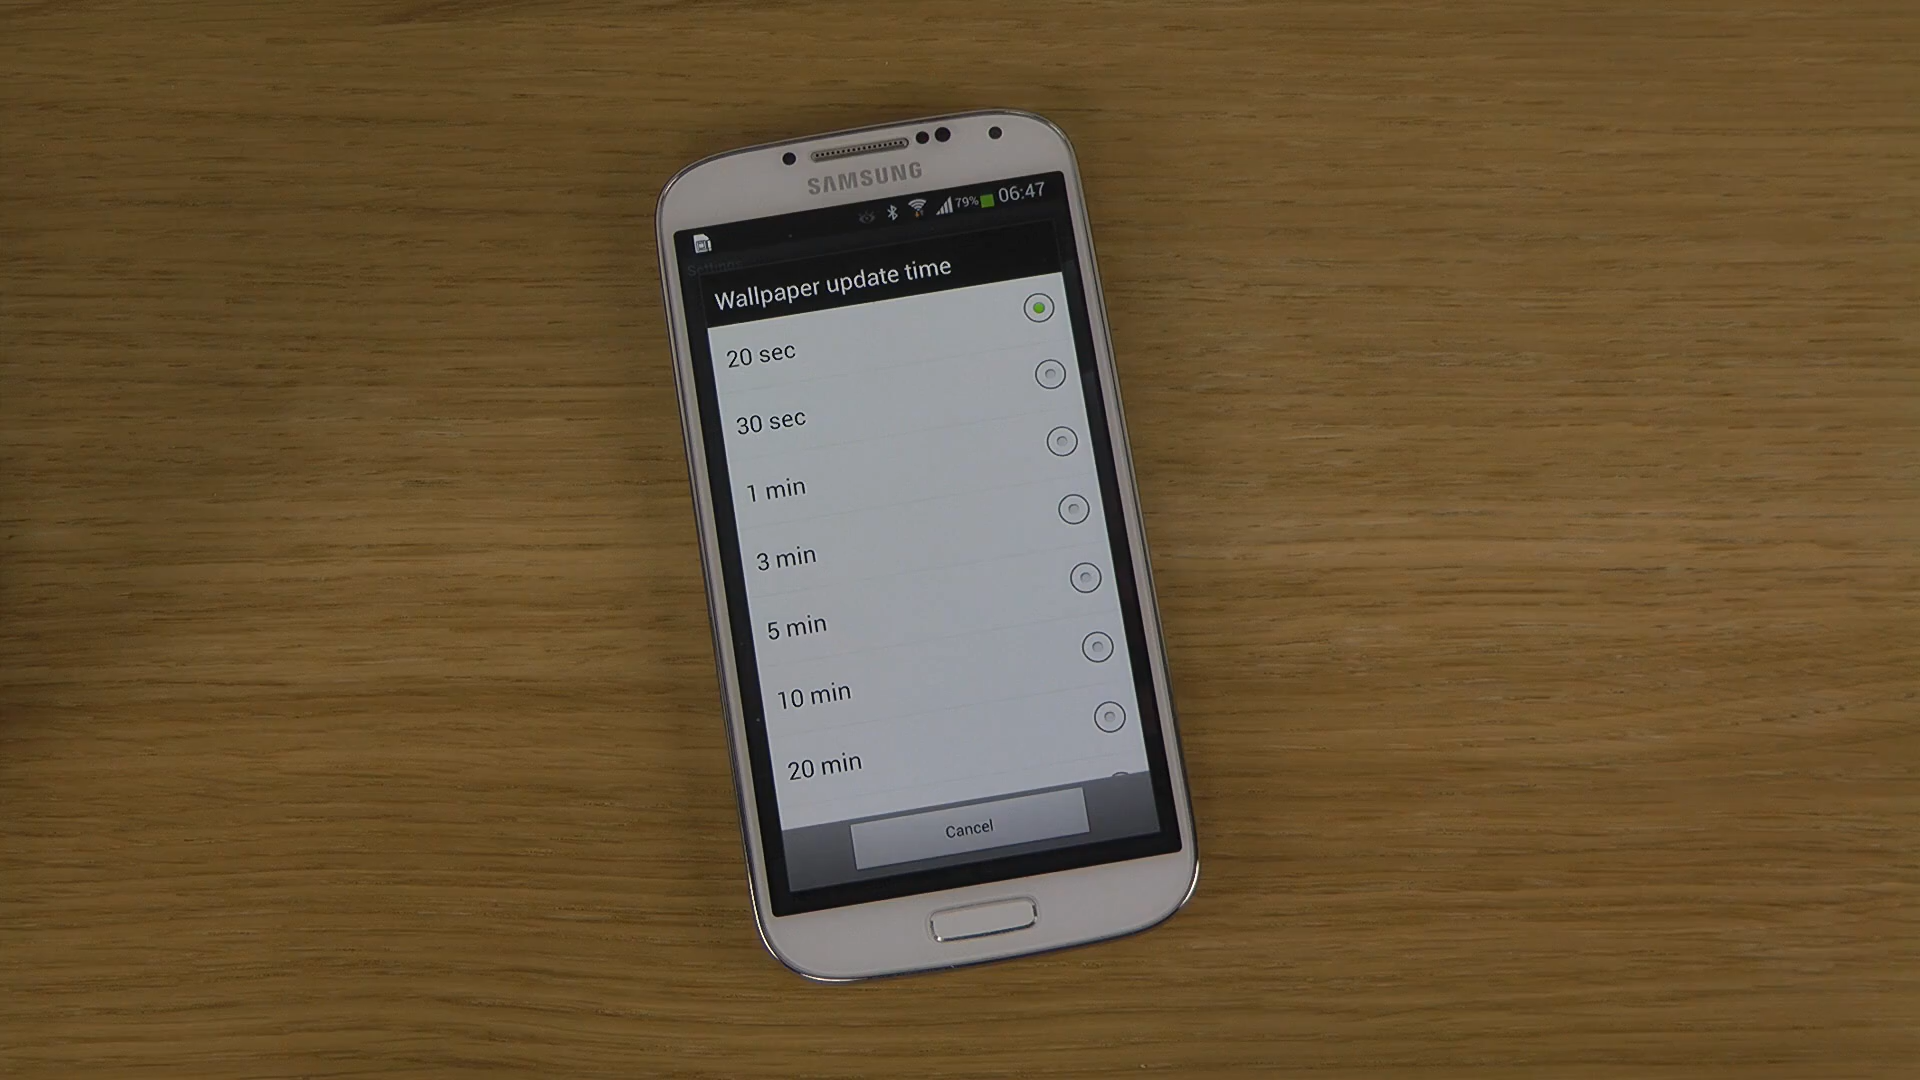 SAMSUNG
79% 06:47
Settings
Wallpaper update time
20 sec
30 sec
1 min
3 min
5 min
10 min
20 min
Cancel